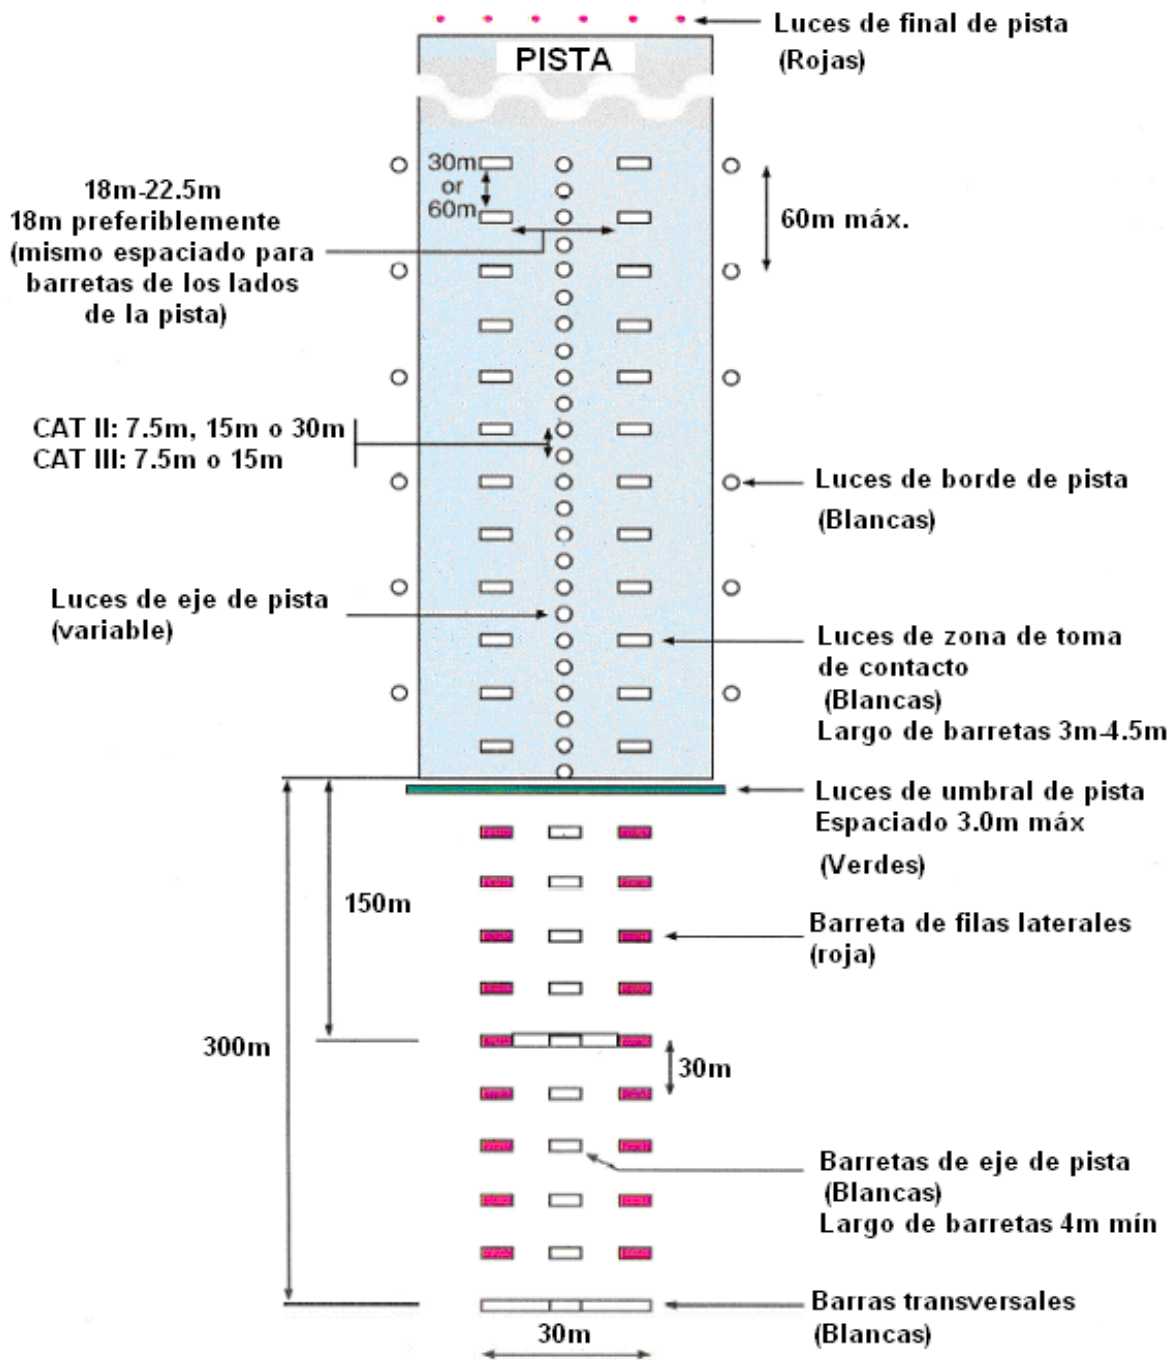 Luces de final de pista
(Rojas)
PISTA
30m
or
60m
18m-22.5m
18m preferiblemente
(mismo espaciado para
barretas de los lados
de la pista)
60m máx.
CAT II: 7.5m, 15m o 30m
CAT III: 7.5m o 15m
Luces de borde de pista
(Blancas)
Luces de eje de pista
(variable)
Luces de zona de toma
de contacto
(Blancas)
Largo de barretas 3m-4.5m
Luces de umbral de pista
Espaciado 3.0m máx
(Verdes)
150m
Barreta de filas laterales
(roja)
300m
30m
Barretas de eje de pista
(Blancas)
Largo de barretas 4m mín
Barras transversales
(Blancas)
30m